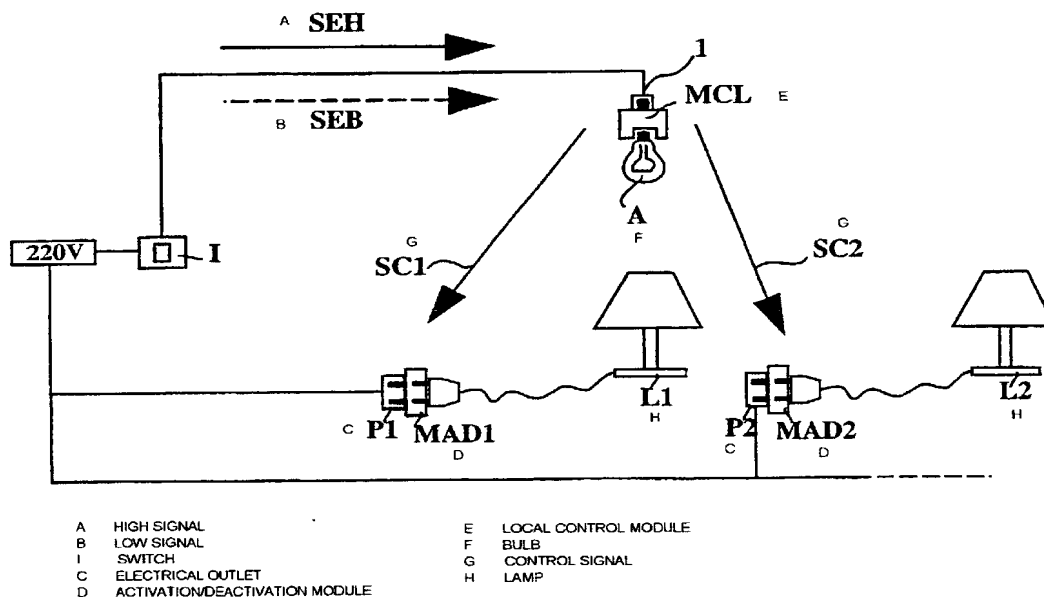 A SEH
1
MCL E
B SEB
A
F
220V
I
G
SC1
G
SC2
L1
H
L2
H
C P1
MAD1
D
P2
C
MAD2
D
A HIGH SIGNAL
B LOW SIGNAL
I SWITCH
C ELECTRICAL OUTLET
D ACTIVATION/DEACTIVATION MODULE
E LOCAL CONTROL MODULE
F BULB
G CONTROL SIGNAL
H LAMP